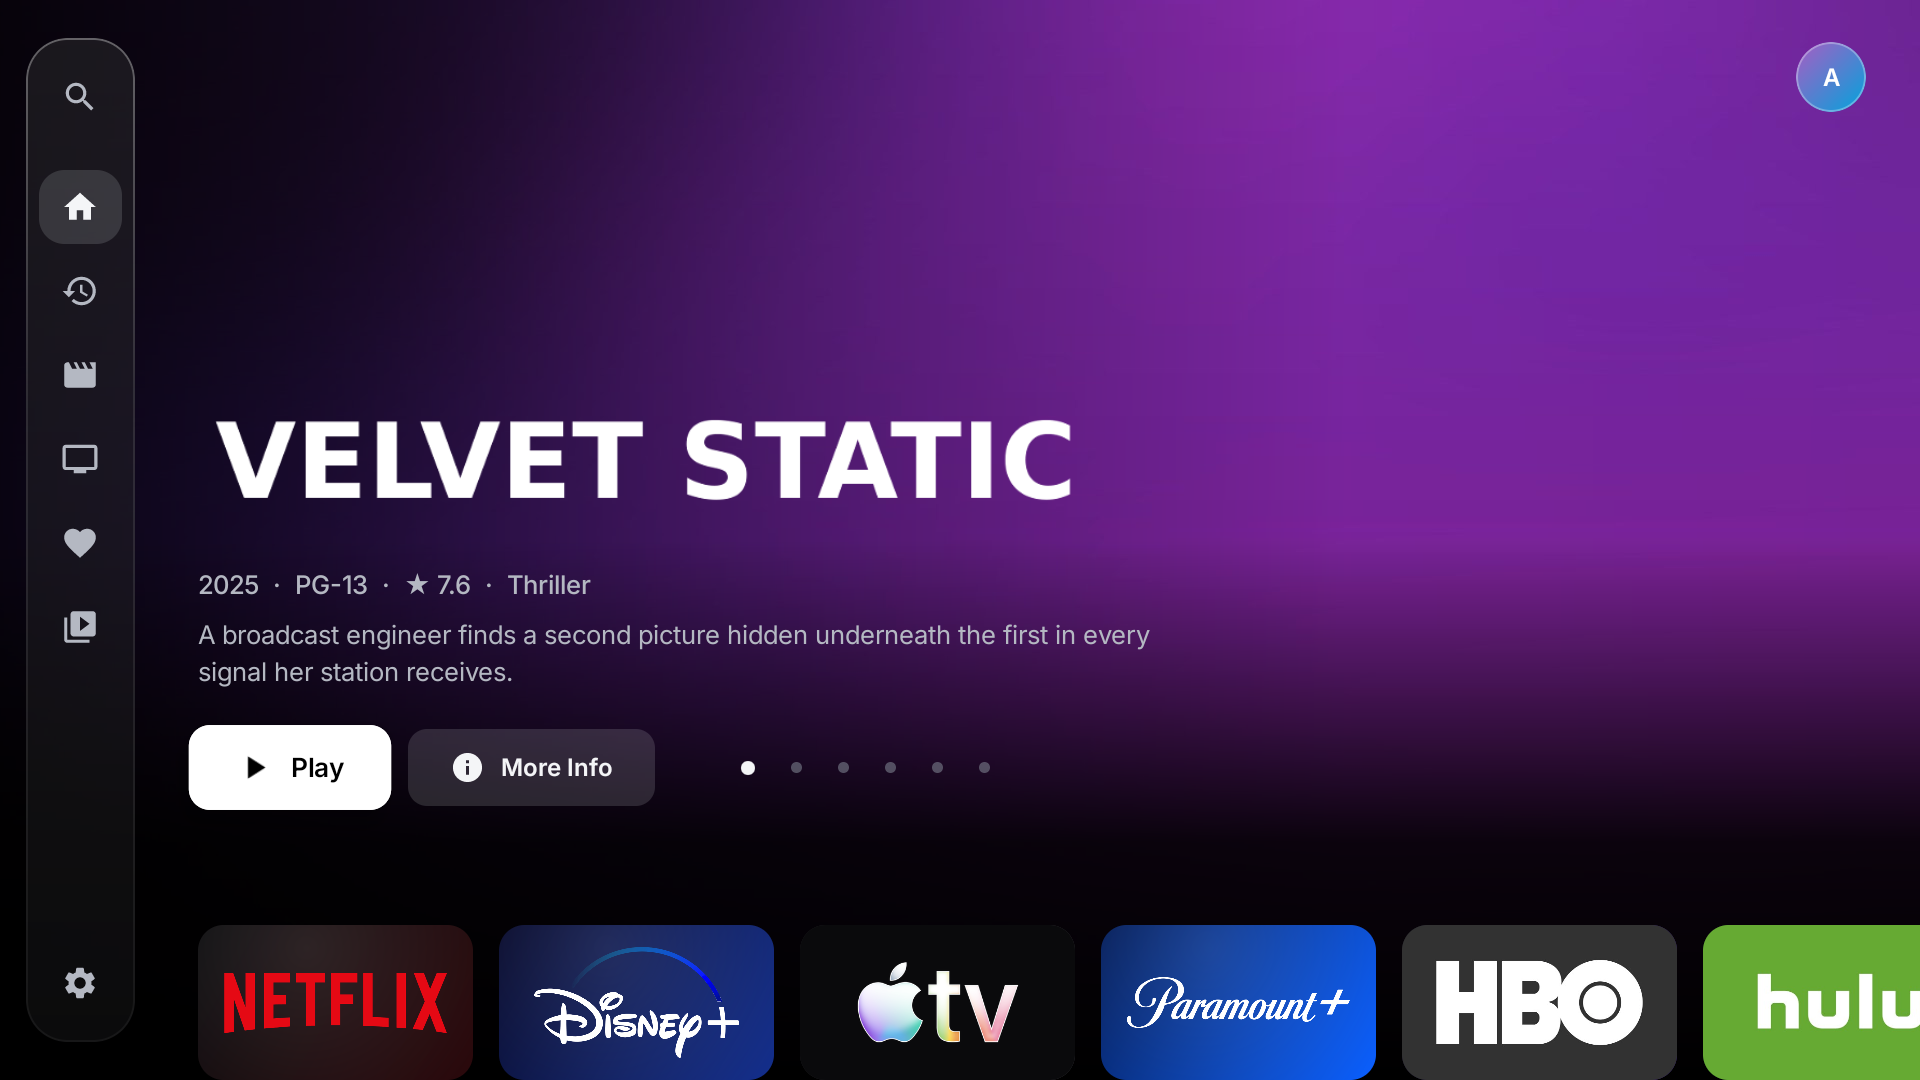 A
VELVET STATIC
2025 · PG-13 · ★ 7.6 · Thriller
A broadcast engineer finds a second picture hidden underneath the first in every
signal her station receives.
Play
More Info
NETFLIX
Disney+
tv
Paramount+
HBO
hulu